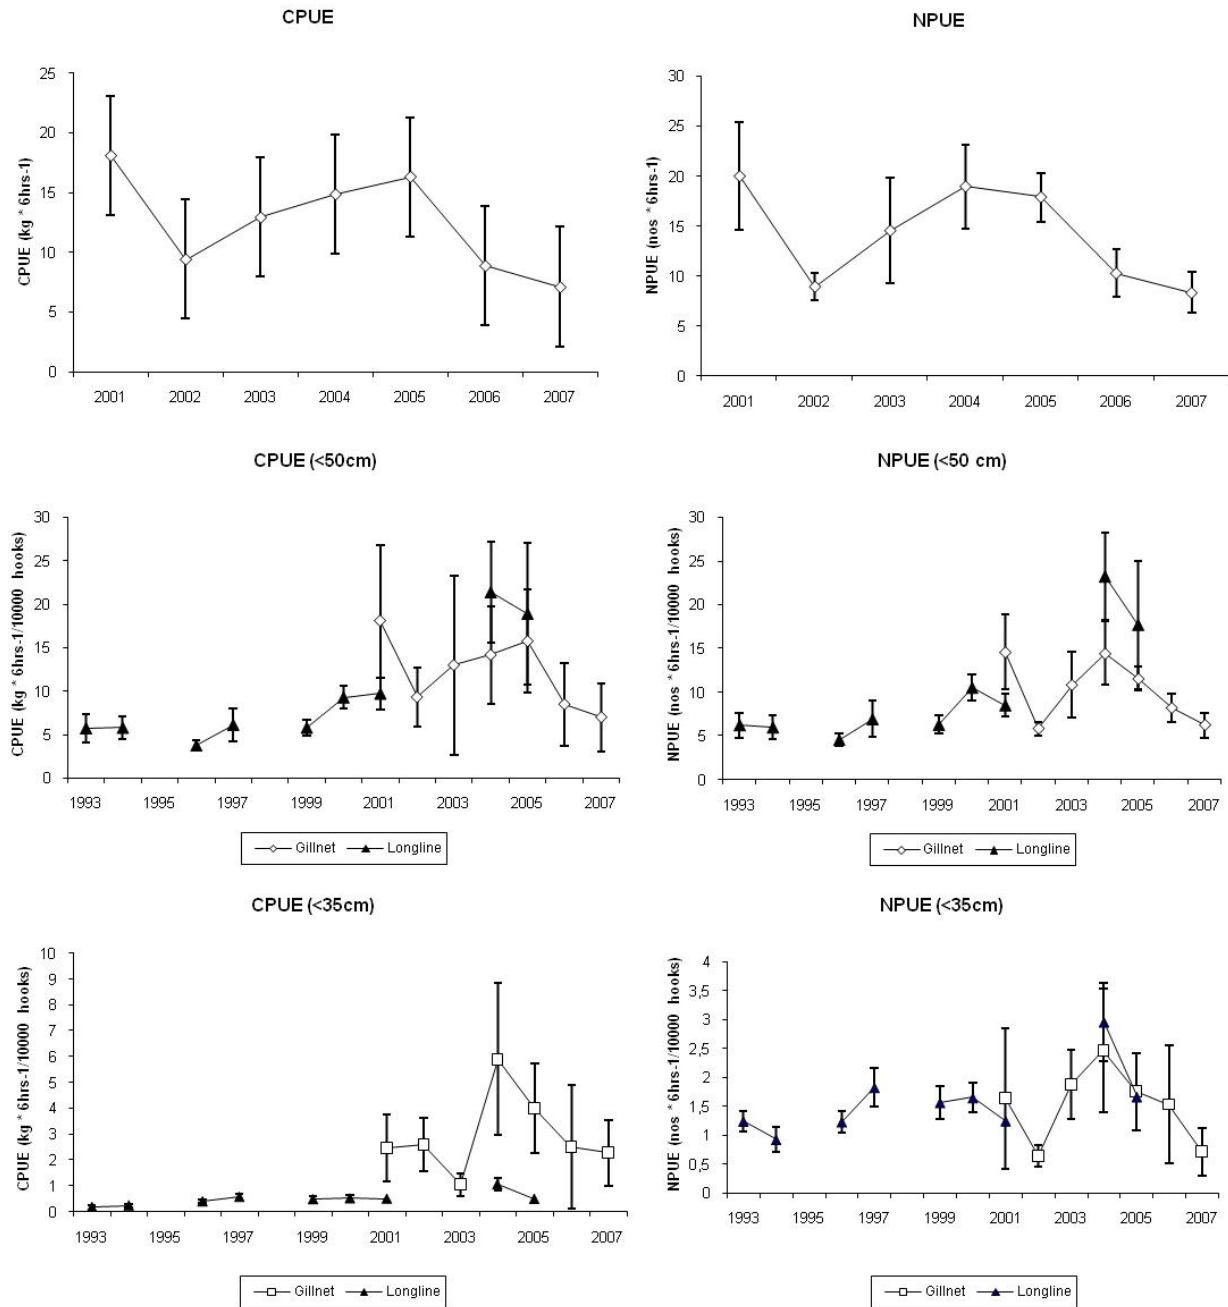 CPUE
CPUE (kg * 6hrs-1)
25
20
15
10
5
0
2001 2002 2003 2004 2005 2006 2007
NPUE
NPUE (nos * 6hrs-1)
30
25
20
15
10
5
0
2001 2002 2003 2004 2005 2006 2007
CPUE (<50cm)
CPUE (kg * 6hrs-1/10000 hooks)
30
25
20
15
10
5
0
1993 1995 1997 1999 2001 2003 2005 2007
Gillnet Longline
NPUE (<50 cm)
NPUE (nos * 6hrs-1/10000 hooks)
30
25
20
15
10
5
0
1993 1995 1997 1999 2001 2003 2005 2007
Gillnet Longline
CPUE (<35cm)
CPUE (kg * 6hrs-1/10000 hooks)
10
9
8
7
6
5
4
3
2
1
0
1993 1995 1997 1999 2001 2003 2005 2007
Gillnet Longline
NPUE (<35cm)
NPUE (nos * 6hrs-1/10000 hooks)
4
3,5
3
2,5
2
1,5
1
0,5
0
1993 1995 1997 1999 2001 2003 2005 2007
Gillnet Longline